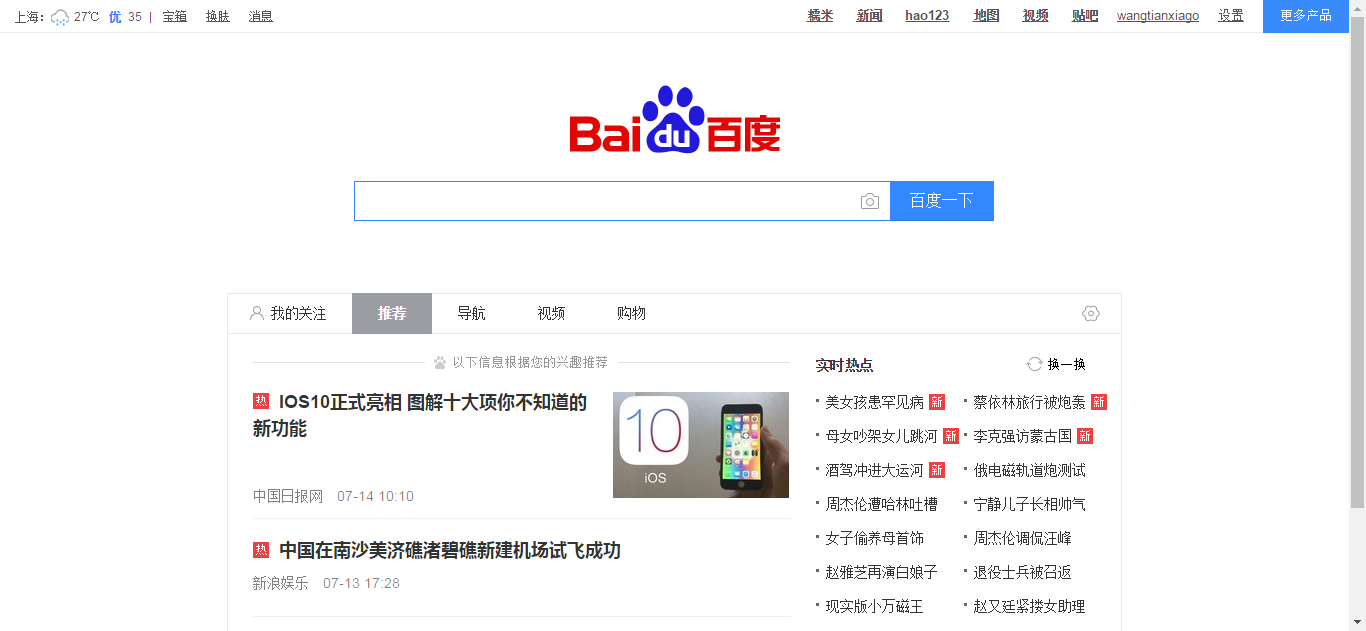 上海： 27℃ 优 35 | 宝箱 换肤 消息 糯米 新闻 hao123 地图 视频 贴吧 wangtianxiago 设置 更多产品
Bai du 百度
百度一下
我的关注 推荐 导航 视频 购物
以下信息根据您的兴趣推荐
热 IOS10正式亮相 图解十大项你不知道的
新功能
10
iOS
中国日报网 07-14 10:10
热 中国在南沙美济礁渚碧礁新建机场试飞成功
新浪娱乐 07-13 17:28
实时热点 换一换
美女孩患罕见病 新 蔡依林旅行被炮轰 新
母女吵架女儿跳河 新 李克强访蒙古国 新
酒驾冲进大运河 新 俄电磁轨道炮测试
周杰伦遭哈林吐槽 宁静儿子长相帅气
女子偷养母首饰 周杰伦调侃汪峰
赵雅芝再演白娘子 退役士兵被召返
现实版小万磁王 赵又廷紧搂女助理